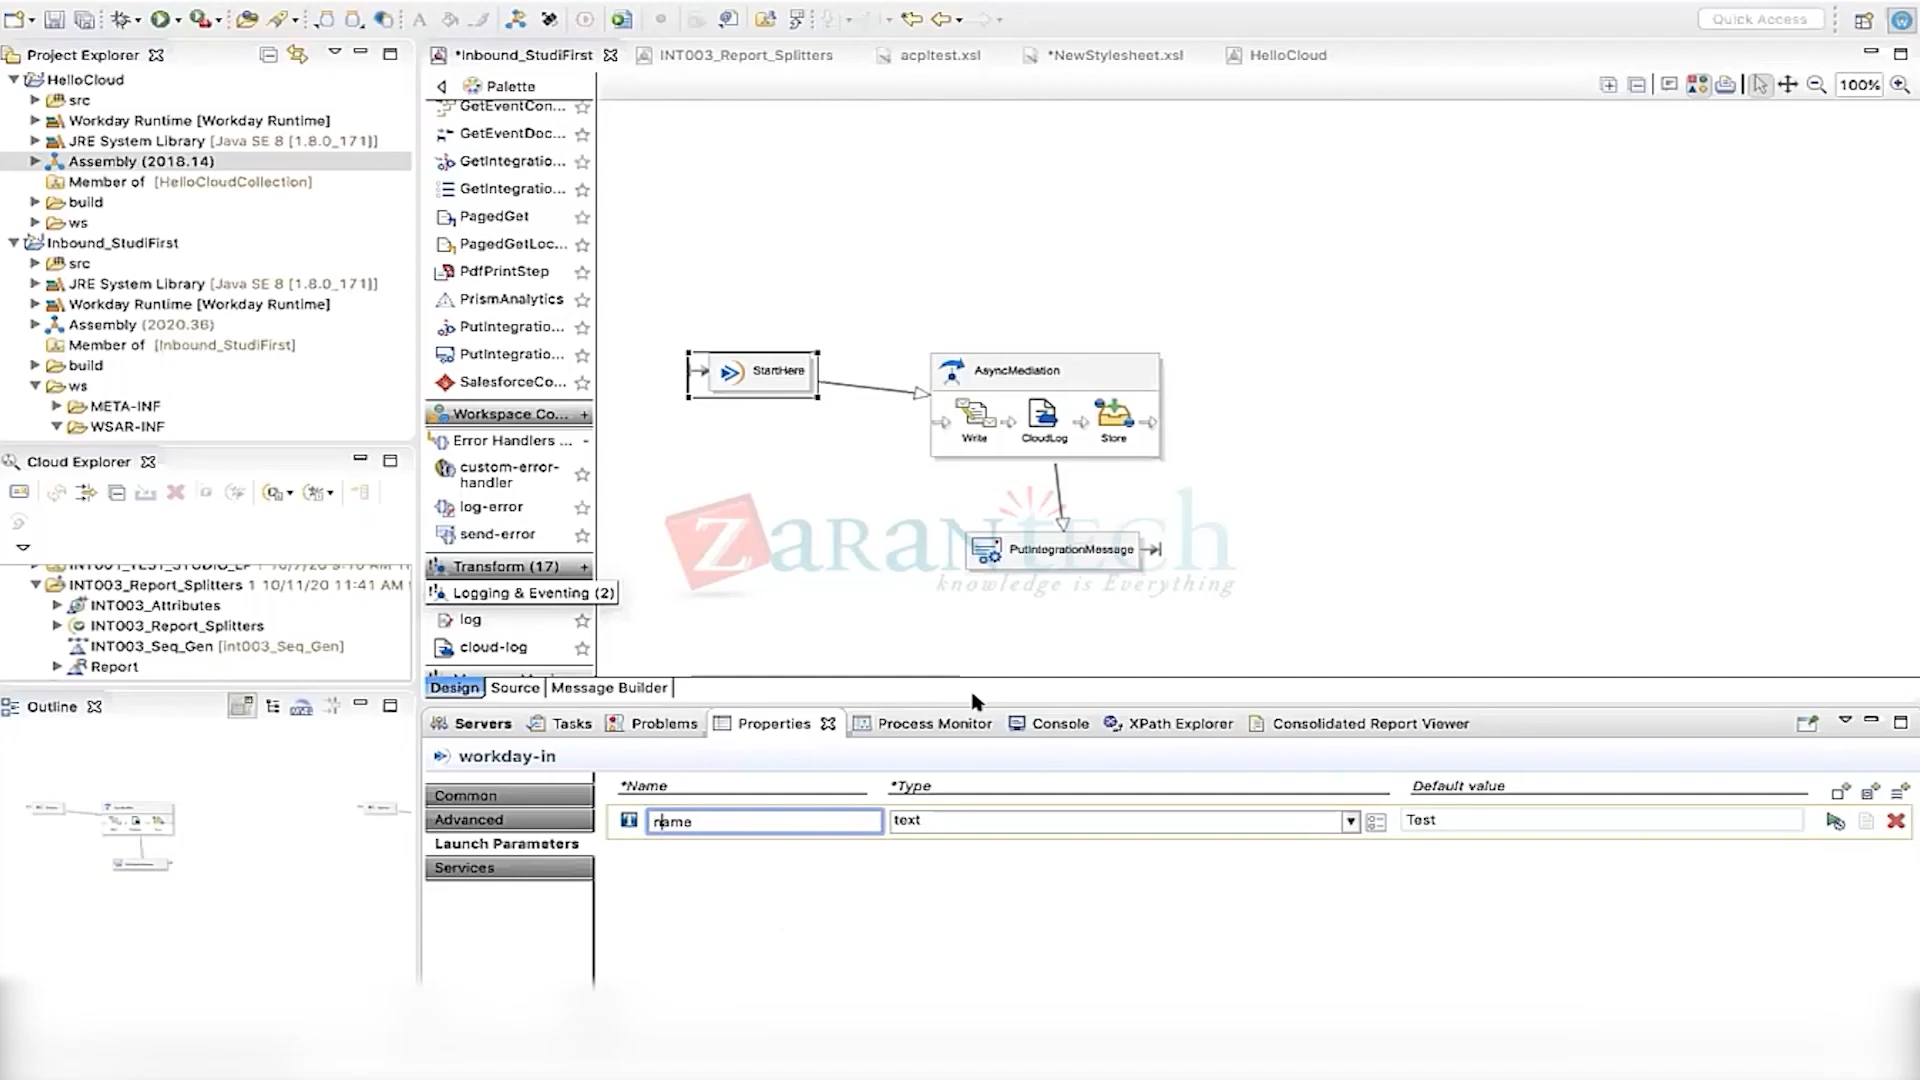 Quick Access
Project Explorer
*Inbound_StudiFirst
INT003_Report_Splitters
acpltest.xsl
*NewStylesheet.xsl
HelloCloud
HelloCloud
src
Workday Runtime [Workday Runtime]
JRE System Library [Java SE 8 [1.8.0_171]]
Assembly (2018.14)
Member of [HelloCloudCollection]
build
ws
Inbound_StudiFirst
src
JRE System Library [Java SE 8 [1.8.0_171]]
Workday Runtime [Workday Runtime]
Assembly (2020.36)
Member of [Inbound_StudiFirst]
build
ws
META-INF
WSAR-INF
Palette
GetEventCon...
GetEventDoc...
GetIntegratio...
GetIntegratio...
PagedGet
PagedGetLoc...
PdfPrintStep
PrismAnalytics
PutIntegratio...
PutIntegratio...
SalesforceCo...
Workspace Co... +
Error Handlers ... -
custom-error-
handler
log-error
send-error
Transform (17) +
Logging & Eventing (2)
log
cloud-log
100%
StartHere
AsyncMediation
Write
CloudLog
Store
PutIntegrationMessage
ZaranTech
knowledge is Everything
Cloud Explorer
INT003_Report_Splitters 1 10/11/20 11:41 AM
INT003_Attributes
INT003_Report_Splitters
INT003_Seq_Gen [int003_Seq_Gen]
Report
Outline
Design
Source
Message Builder
Servers
Tasks
Problems
Properties
Process Monitor
Console
XPath Explorer
Consolidated Report Viewer
workday-in
Common
Advanced
Launch Parameters
Services
*Name
*Type
Default value
name
text
Test